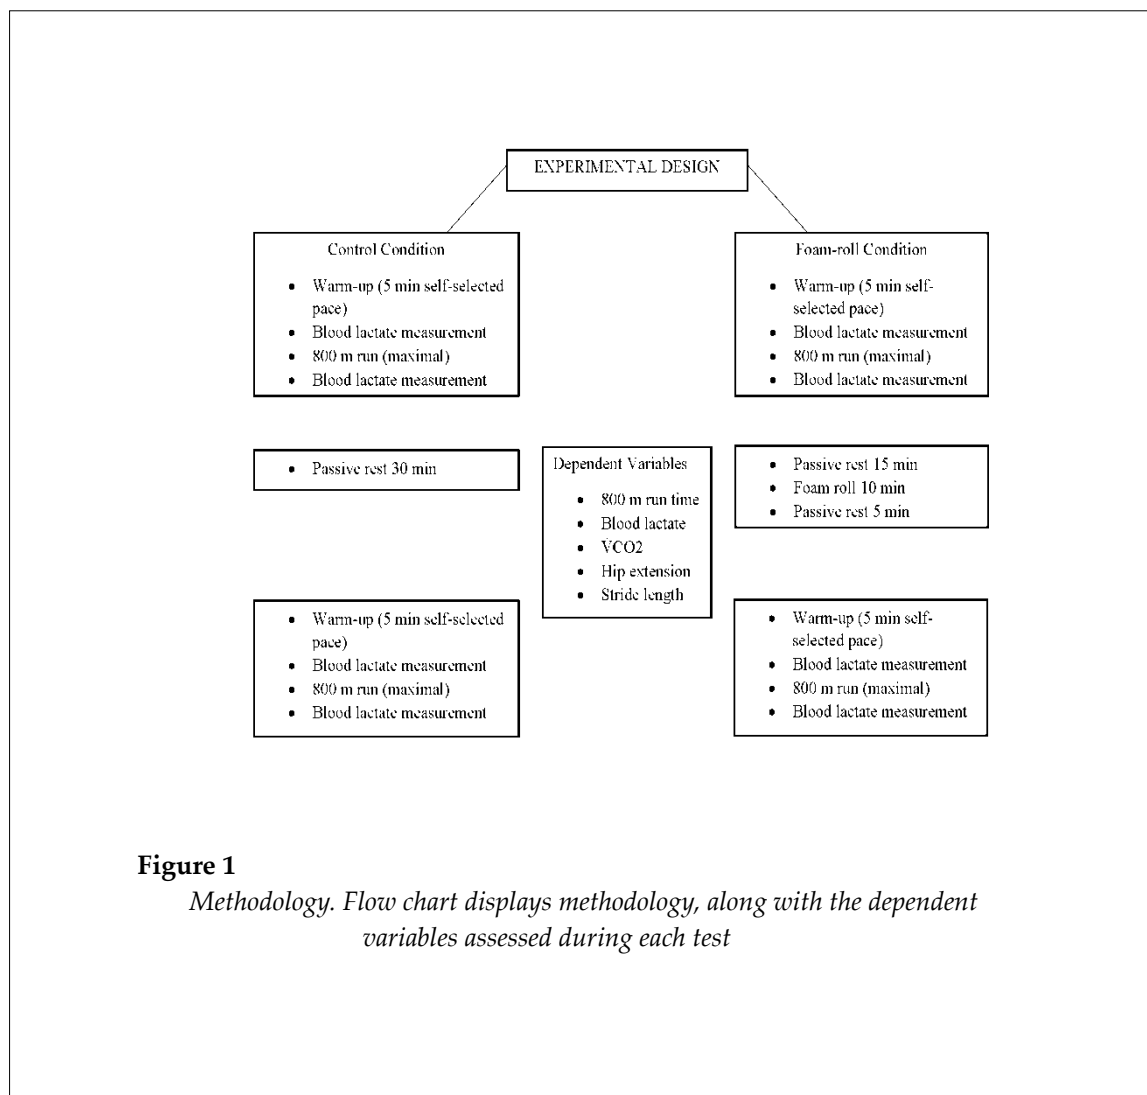 EXPERIMENTAL DESIGN
Control Condition
• Warm-up (5 min self-selected
pace)
• Blood lactate measurement
• 800 m run (maximal)
• Blood lactate measurement
Foam-roll Condition
• Warm-up (5 min self-
selected pace)
• Blood lactate measurement
• 800 m run (maximal)
• Blood lactate measurement
• Passive rest 30 min
Dependent Variables
• 800 m run time
• Blood lactate
• VCO2
• Hip extension
• Stride length
• Passive rest 15 min
• Foam roll 10 min
• Passive rest 5 min
• Warm-up (5 min self-selected
pace)
• Blood lactate measurement
• 800 m run (maximal)
• Blood lactate measurement
• Warm-up (5 min self-
selected pace)
• Blood lactate measurement
• 800 m run (maximal)
• Blood lactate measurement
Figure 1
Methodology. Flow chart displays methodology, along with the dependent
variables assessed during each test